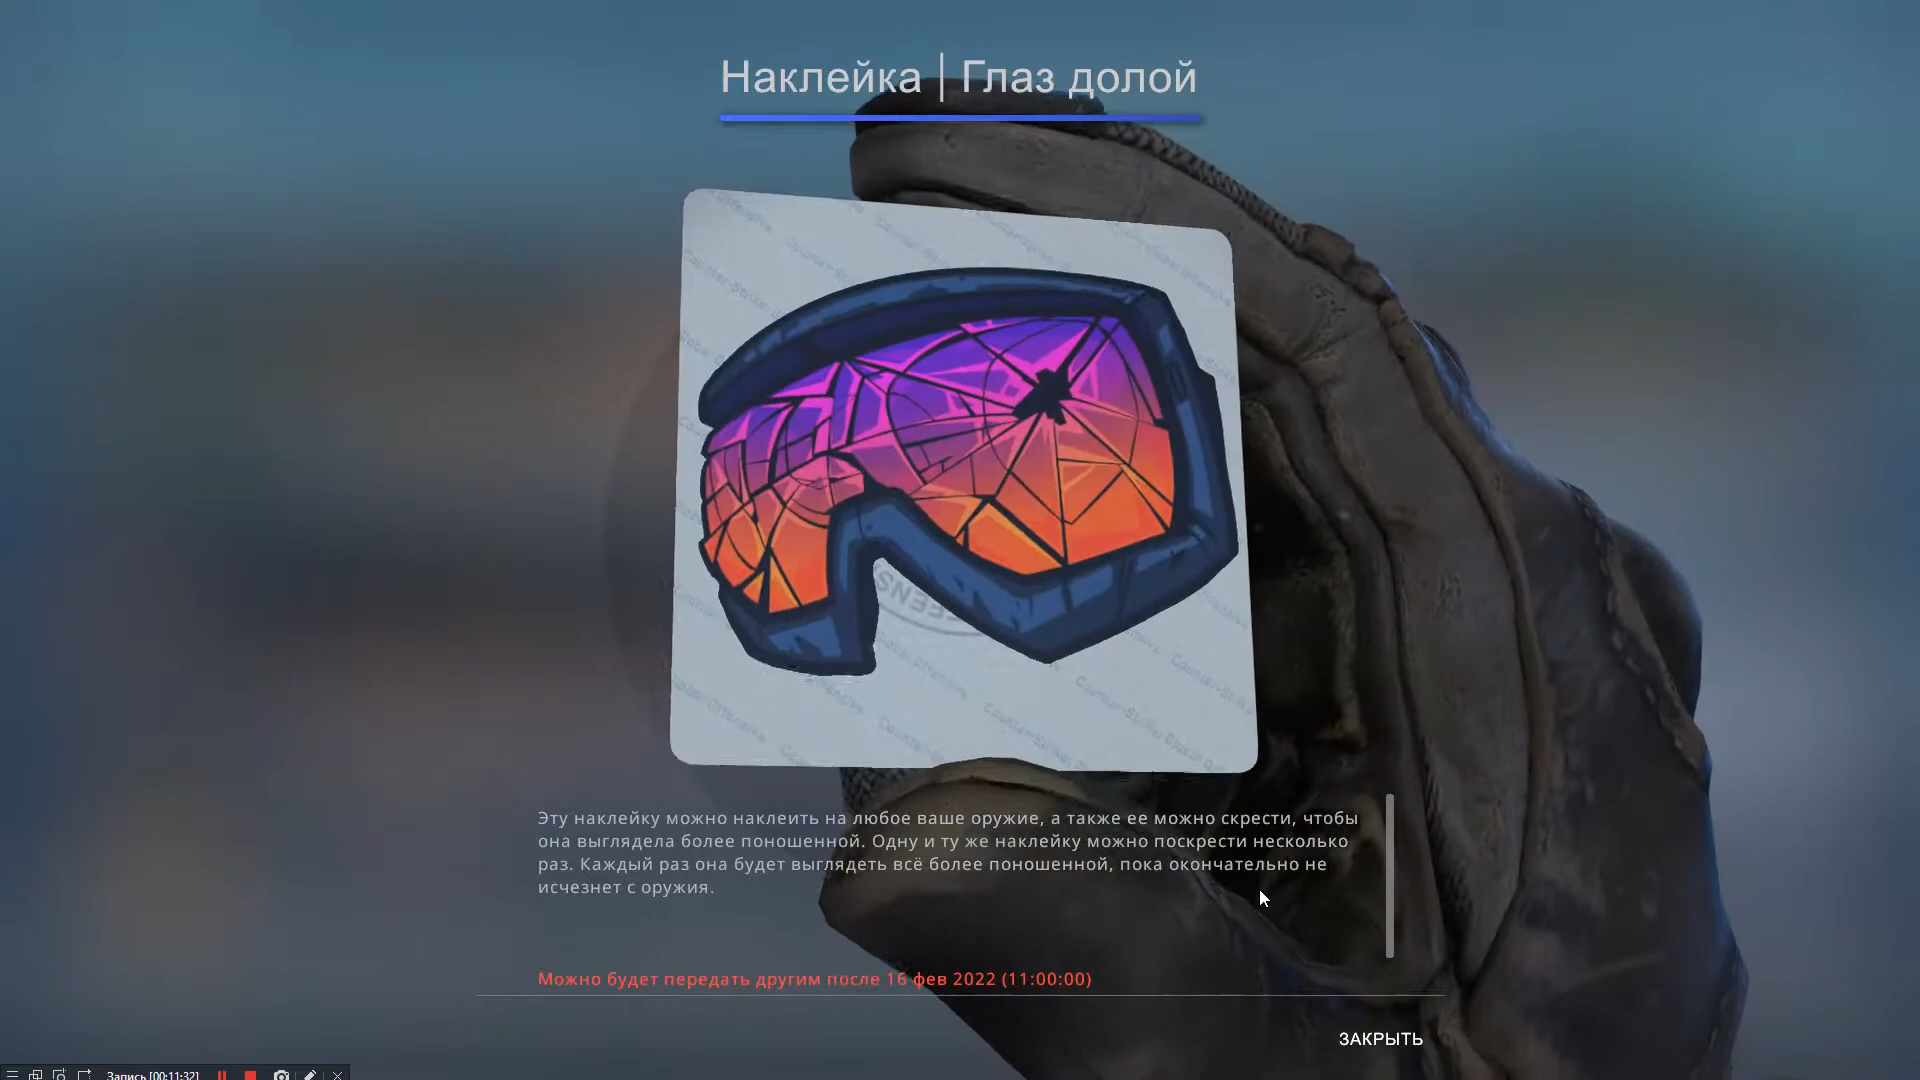 Наклейка | Глаз долой
Эту наклейку можно наклеить на любое ваше оружие, а также ее можно скрести, чтобы
она выглядела более поношенной. Одну и ту же наклейку можно поскрести несколько
раз. Каждый раз она будет выглядеть всё более поношенной, пока окончательно не
исчезнет с оружия.
Можно будет передать другим после 16 фев 2022 (11:00:00)
ЗАКРЫТЬ
Запись [00:11:32]